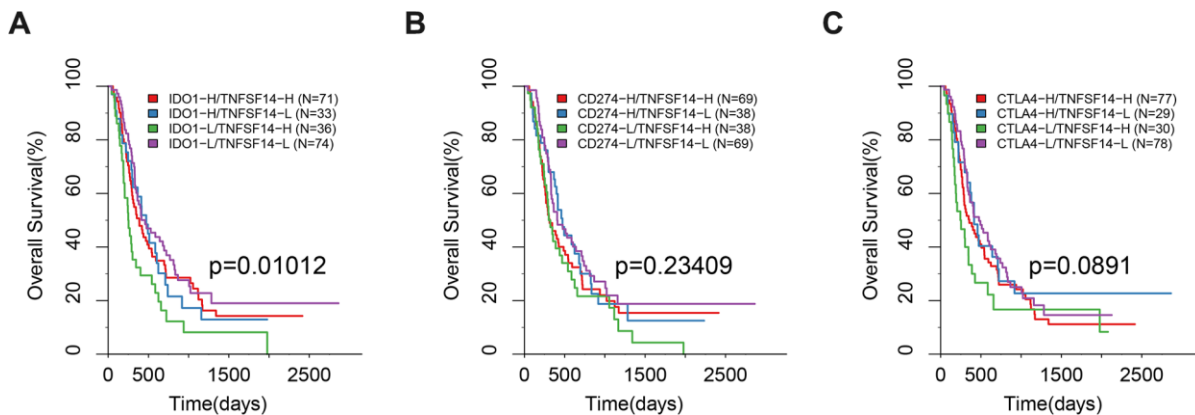 A
Overall Survival(%)
100
80
60
40
20
0
IDO1−H/TNFSF14−H (N=71)
IDO1−H/TNFSF14−L (N=33)
IDO1−L/TNFSF14−H (N=36)
IDO1−L/TNFSF14−L (N=74)
p=0.01012
0 500 1500 2500
Time(days)
B
Overall Survival(%)
100
80
60
40
20
0
CD274−H/TNFSF14−H (N=69)
CD274−H/TNFSF14−L (N=38)
CD274−L/TNFSF14−H (N=38)
CD274−L/TNFSF14−L (N=69)
p=0.23409
0 500 1500 2500
Time(days)
C
Overall Survival(%)
100
80
60
40
20
0
CTLA4−H/TNFSF14−H (N=77)
CTLA4−H/TNFSF14−L (N=29)
CTLA4−L/TNFSF14−H (N=30)
CTLA4−L/TNFSF14−L (N=78)
p=0.0891
0 500 1500 2500
Time(days)